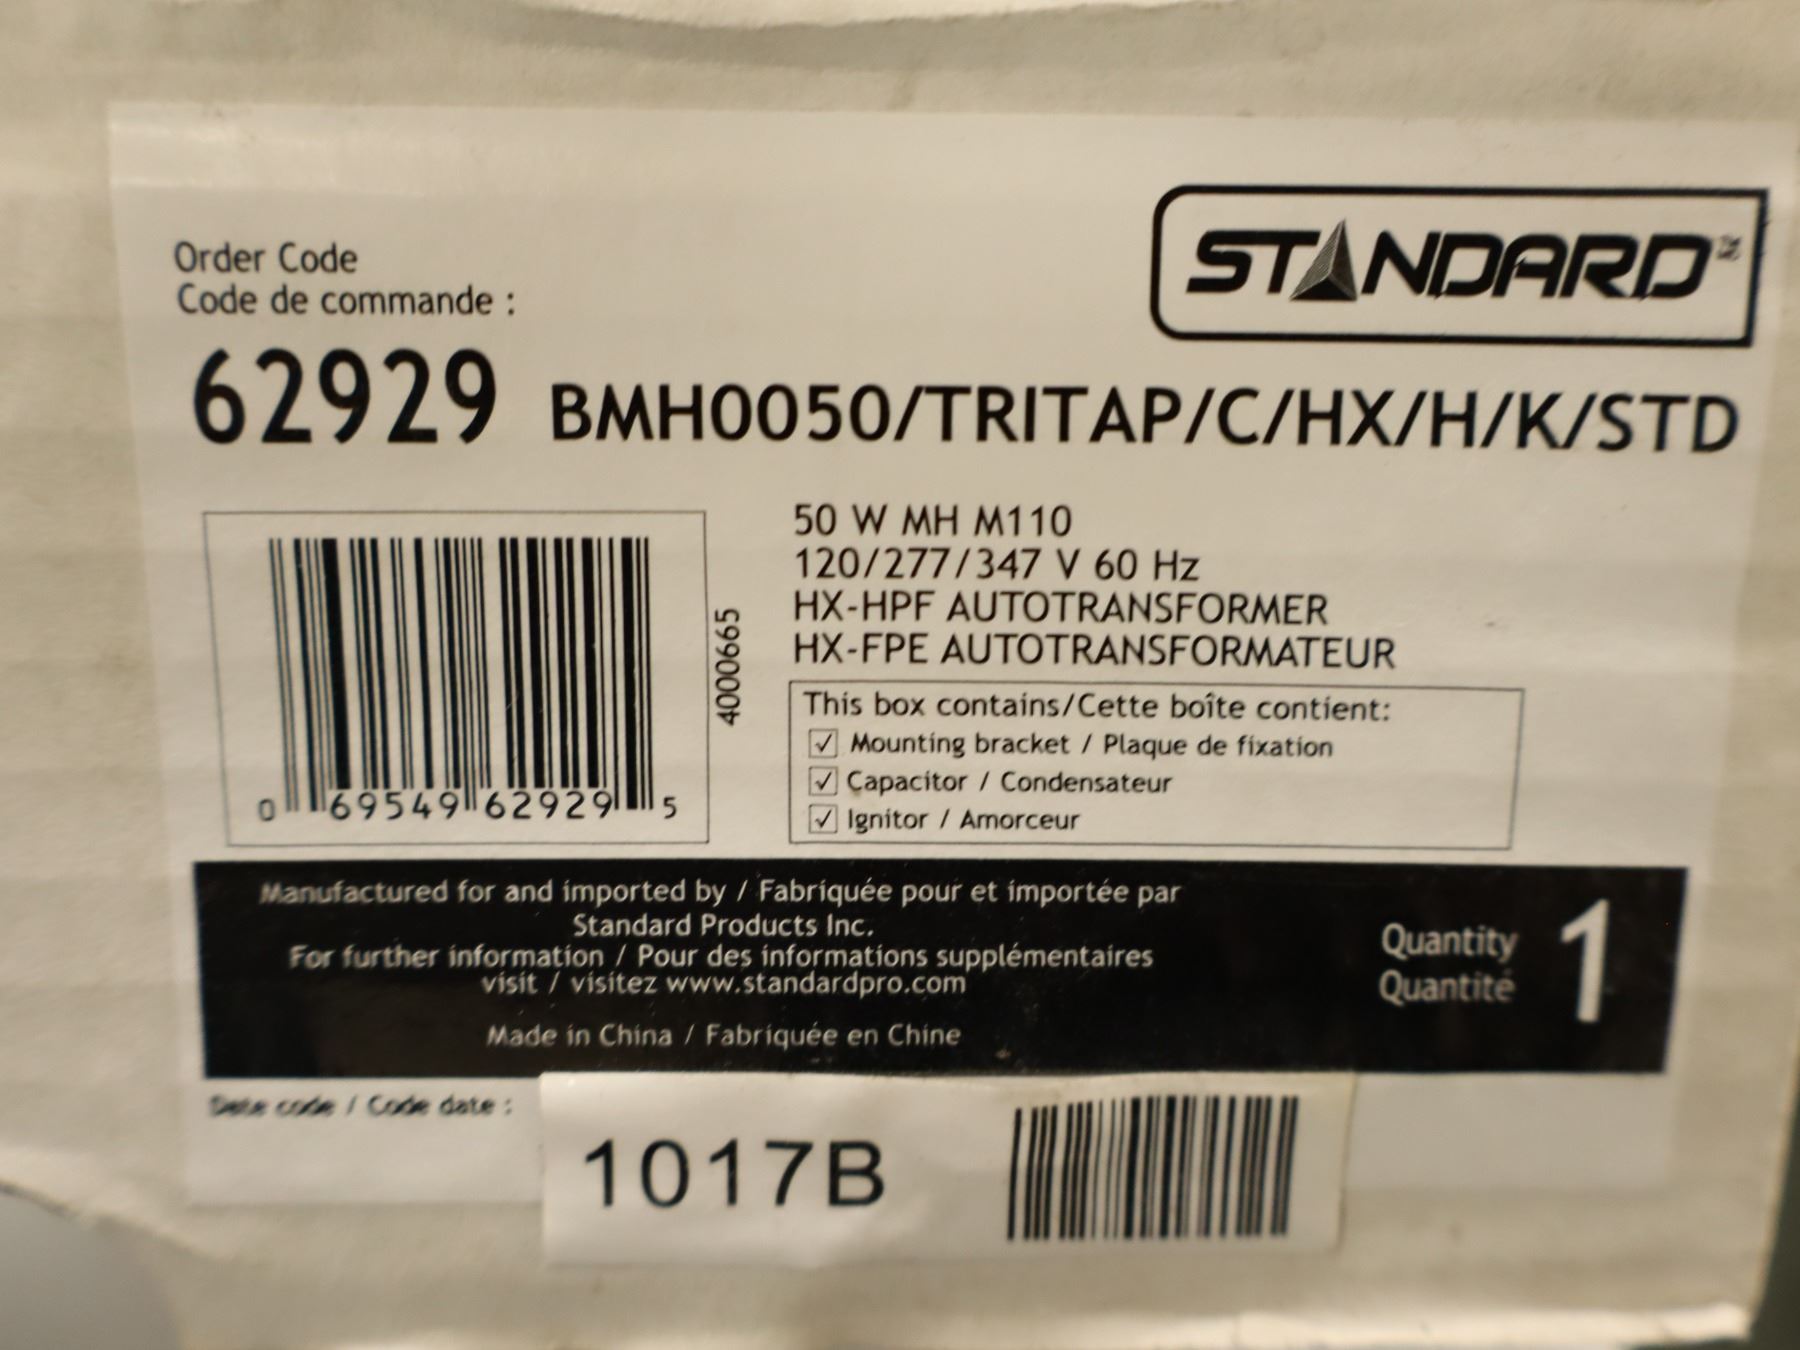 Order Code
Code de commande :
STANDARD™
62929 BMH0050/TRITAP/C/HX/H/K/STD
50 W MH M110
120/277/347 V 60 Hz
HX-HPF AUTOTRANSFORMER
HX-FPE AUTOTRANSFORMATEUR
4000665
0 69549 62929 5
This box contains/Cette boîte contient:
☑ Mounting bracket / Plaque de fixation
☑ Capacitor / Condensateur
☑ Ignitor / Amorceur
Manufactured for and imported by / Fabriquée pour et importée par
Standard Products Inc.
For further information / Pour des informations supplémentaires
visit / visitez www.standardpro.com
Made in China / Fabriquée en Chine
Quantity
Quantité
1
Date code / Code date :
1017B